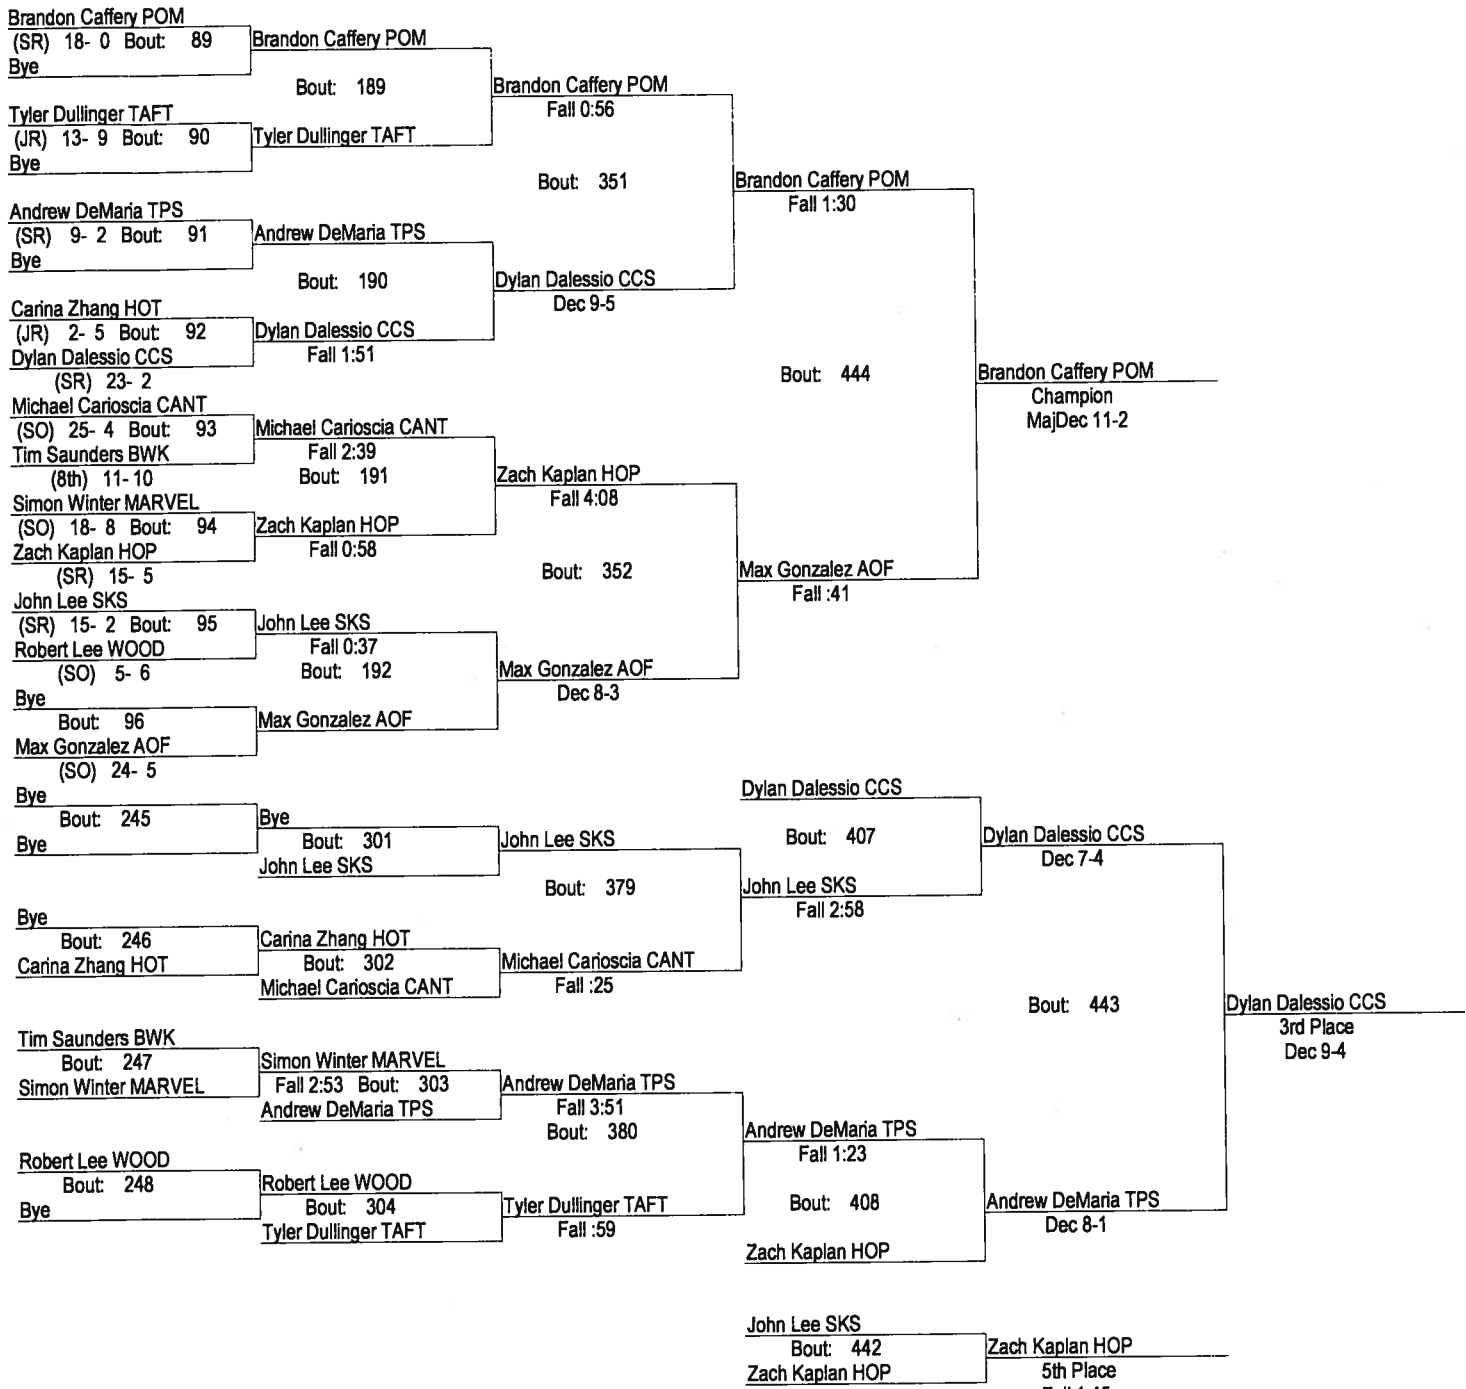 Brandon Caffery POM
(SR) 18- 0 Bout: 89
Bye
Brandon Caffery POM
Bout: 189
Tyler Dullinger TAFT
(JR) 13- 9 Bout: 90
Bye
Tyler Dullinger TAFT
Brandon Caffery POM
Fall 0:56
Bout: 351
Andrew DeMaria TPS
(SR) 9- 2 Bout: 91
Bye
Andrew DeMaria TPS
Bout: 190
Carina Zhang HOT
(JR) 2- 5 Bout: 92
Dylan Dalessio CCS
(SR) 23- 2
Dylan Dalessio CCS
Fall 1:51
Dylan Dalessio CCS
Dec 9-5
Brandon Caffery POM
Fall 1:30
Bout: 444
Brandon Caffery POM
Champion
MajDec 11-2
Michael Carioscia CANT
(SO) 25- 4 Bout: 93
Tim Saunders BWK
(8th) 11- 10
Michael Carioscia CANT
Fall 2:39
Bout: 191
Simon Winter MARVEL
(SO) 18- 8 Bout: 94
Zach Kaplan HOP
(SR) 15- 5
Zach Kaplan HOP
Fall 0:58
Zach Kaplan HOP
Fall 4:08
Bout: 352
John Lee SKS
(SR) 15- 2 Bout: 95
Robert Lee WOOD
(SO) 5- 6
John Lee SKS
Fall 0:37
Bout: 192
Bye
Bout: 96
Max Gonzalez AOF
(SO) 24- 5
Max Gonzalez AOF
Max Gonzalez AOF
Dec 8-3
Max Gonzalez AOF
Fall :41
Bye
Bout: 245
Bye
Bye
Bout: 301
John Lee SKS
John Lee SKS
Bout: 379
Bye
Bout: 246
Carina Zhang HOT
Carina Zhang HOT
Bout: 302
Michael Carioscia CANT
Michael Carioscia CANT
Fall :25
Dylan Dalessio CCS
Bout: 407
John Lee SKS
Fall 2:58
Dylan Dalessio CCS
Dec 7-4
Bout: 443
Dylan Dalessio CCS
3rd Place
Dec 9-4
Tim Saunders BWK
Bout: 247
Simon Winter MARVEL
Simon Winter MARVEL
Fall 2:53 Bout: 303
Andrew DeMaria TPS
Andrew DeMaria TPS
Fall 3:51
Bout: 380
Robert Lee WOOD
Bout: 248
Bye
Robert Lee WOOD
Bout: 304
Tyler Dullinger TAFT
Tyler Dullinger TAFT
Fall :59
Andrew DeMaria TPS
Fall 1:23
Bout: 408
Zach Kaplan HOP
Andrew DeMaria TPS
Dec 8-1
John Lee SKS
Bout: 442
Zach Kaplan HOP
Zach Kaplan HOP
5th Place